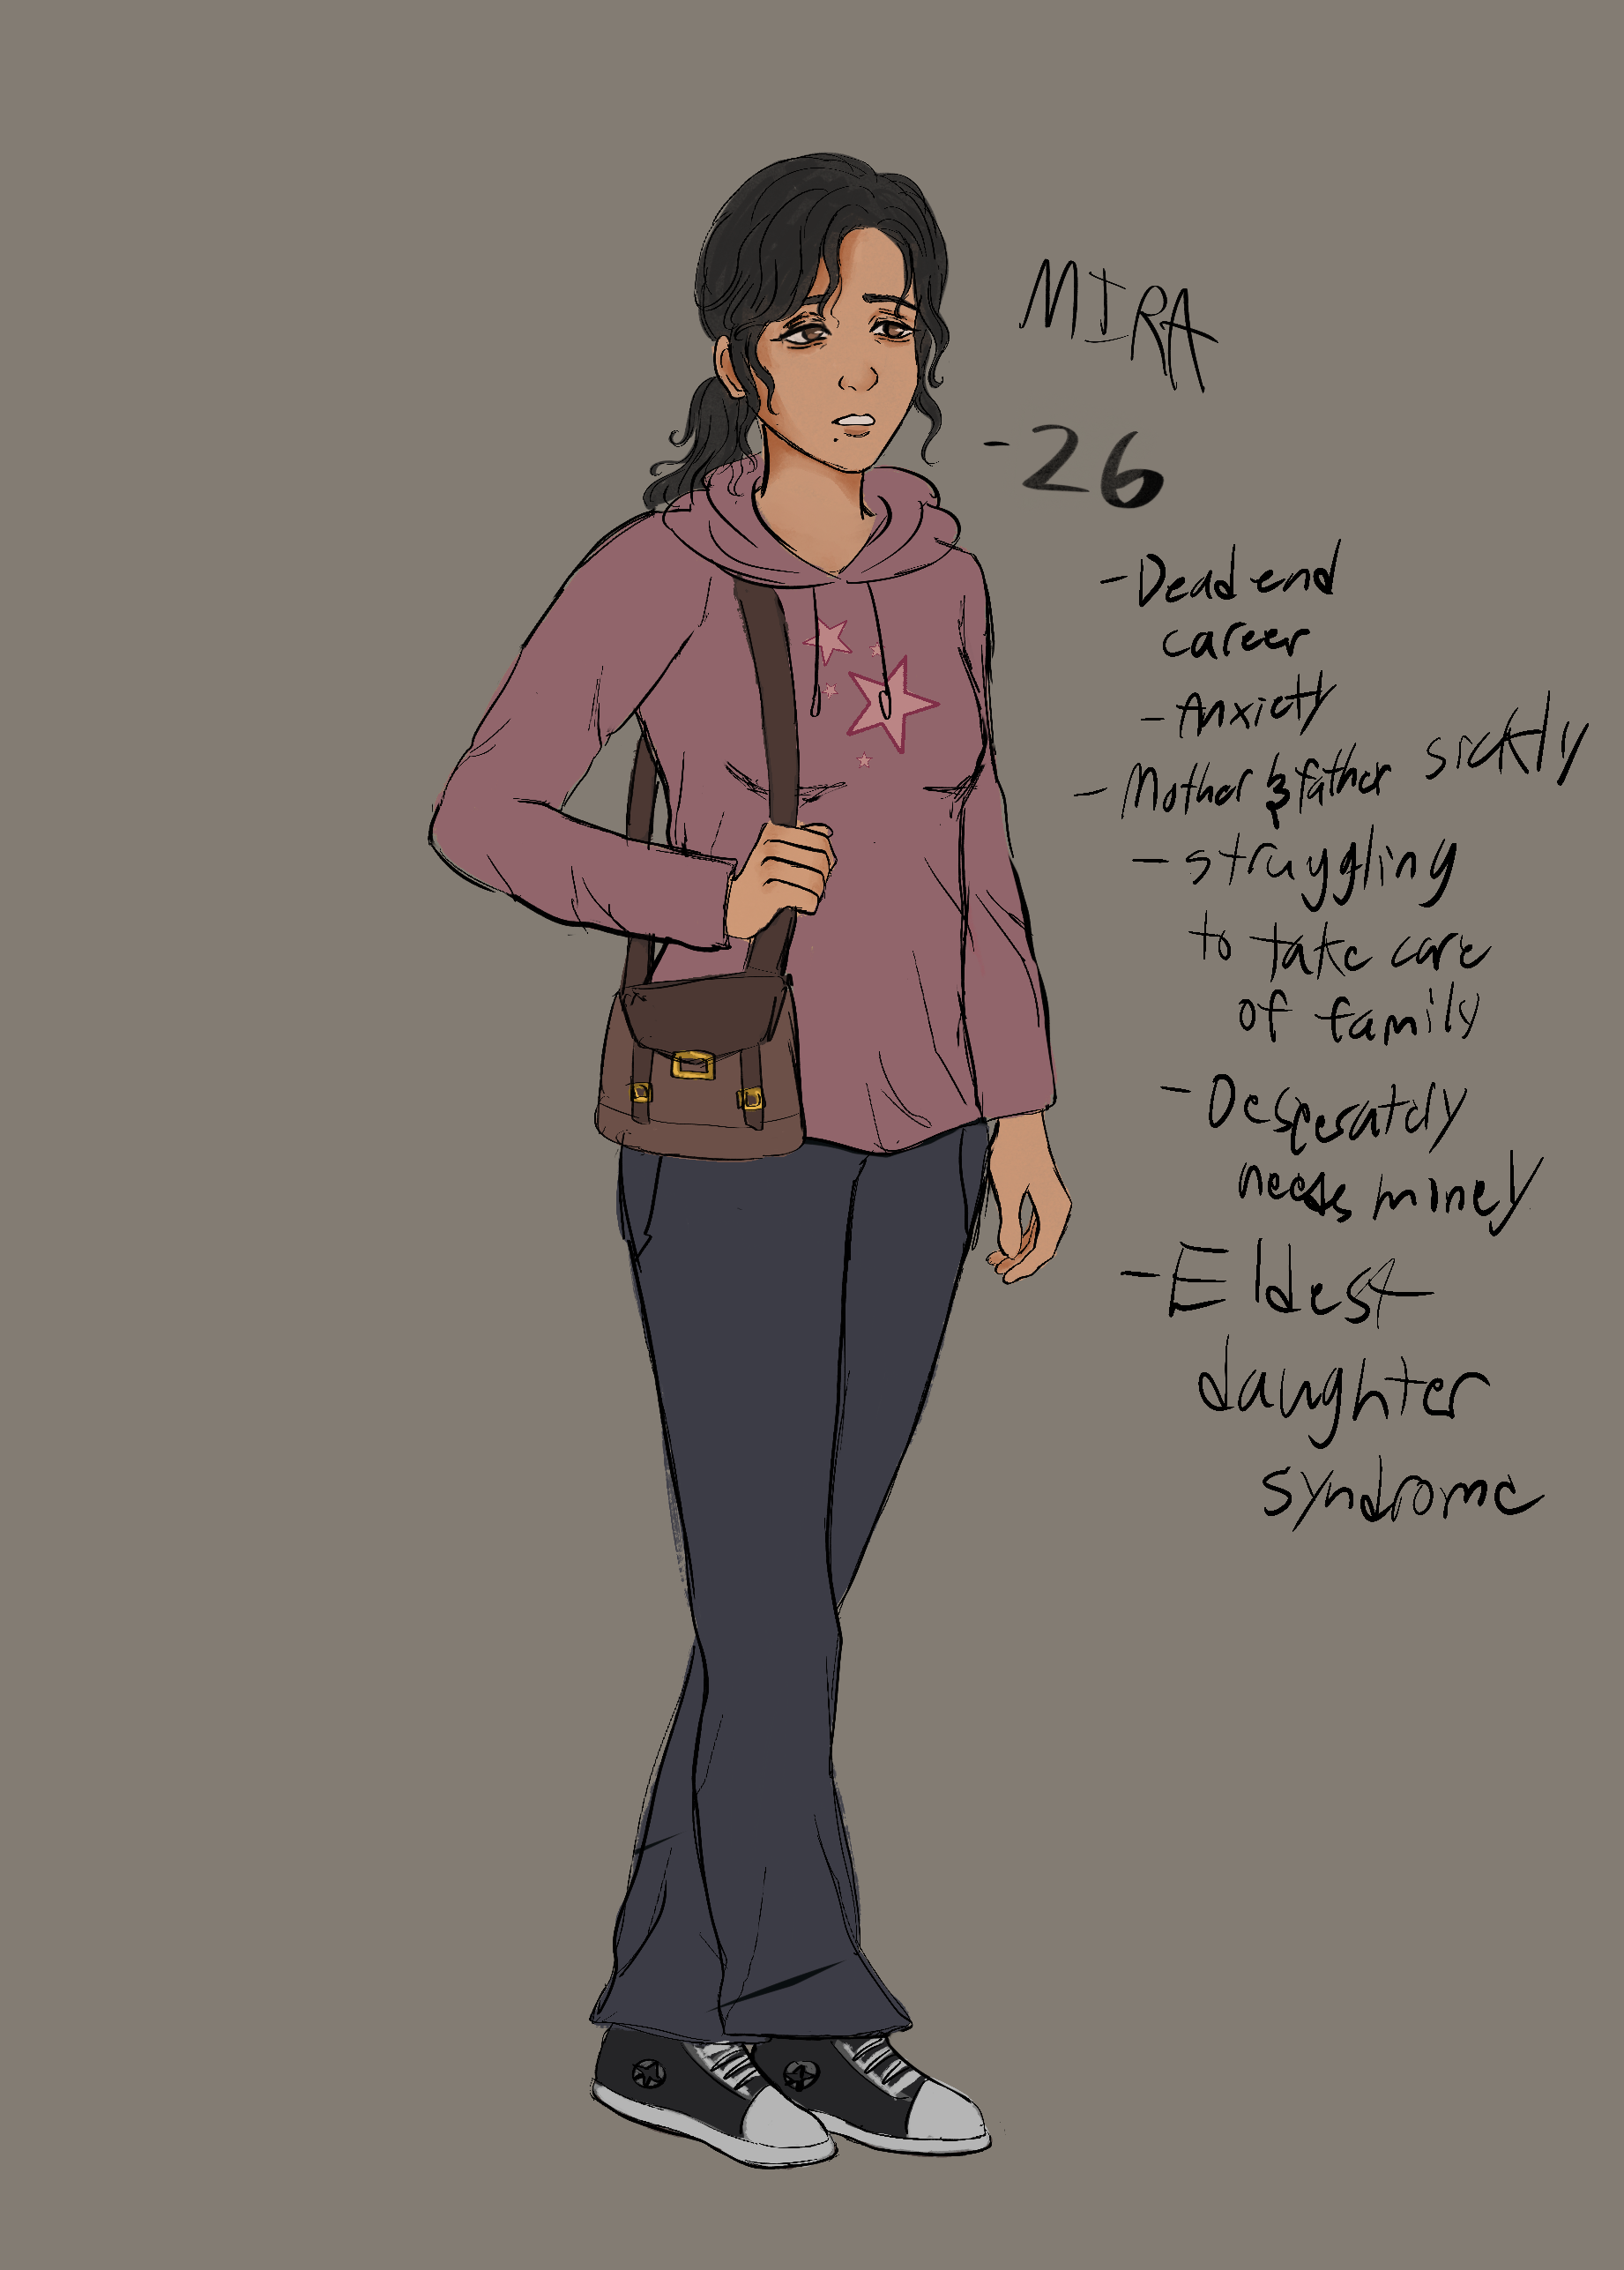 MIRA
-26
- Dead end
career
- Anxiety
- Mother & father sickly
- struggling
to take care
of family
- Desperately
needs miney
- Eldest
daughter
syndrome